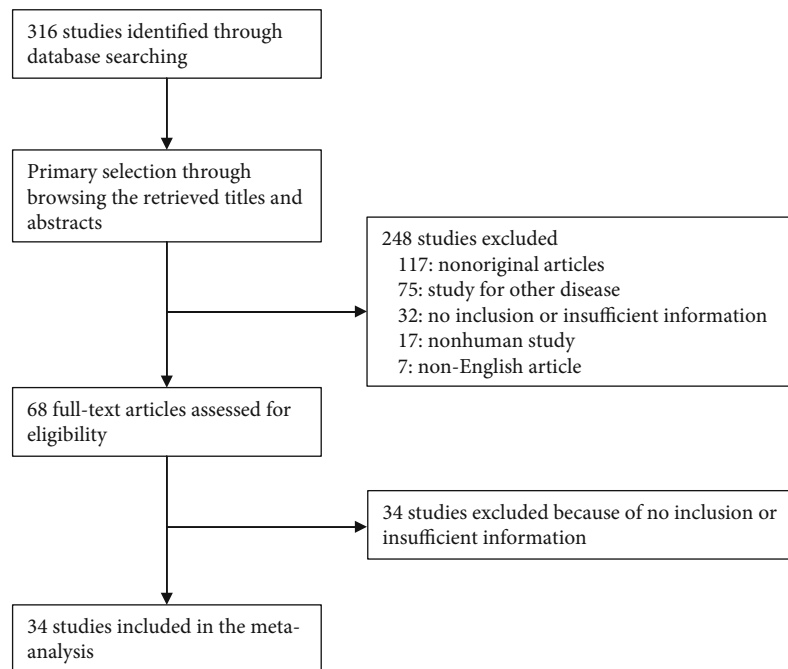 316 studies identified through
database searching
Primary selection through
browsing the retrieved titles and
abstracts
248 studies excluded
117: nonoriginal articles
75: study for other disease
32: no inclusion or insufficient information
17: nonhuman study
7: non-English article
68 full-text articles assessed for
eligibility
34 studies excluded because of no inclusion or
insufficient information
34 studies included in the meta-
analysis